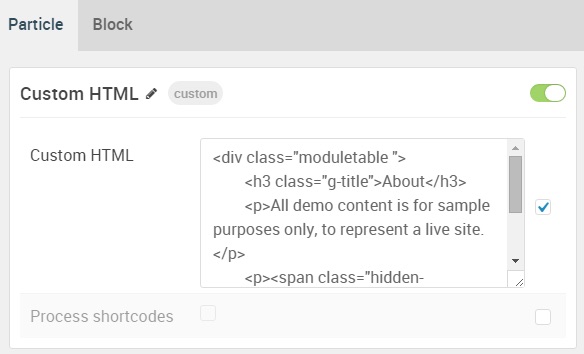 Particle Block
Custom HTML custom
Custom HTML
<div class="moduletable ">
<h3 class="g-title">About</h3>
<p>All demo content is for sample
purposes only, to represent a live site.
</p>
<p><span class="hidden-
Process shortcodes